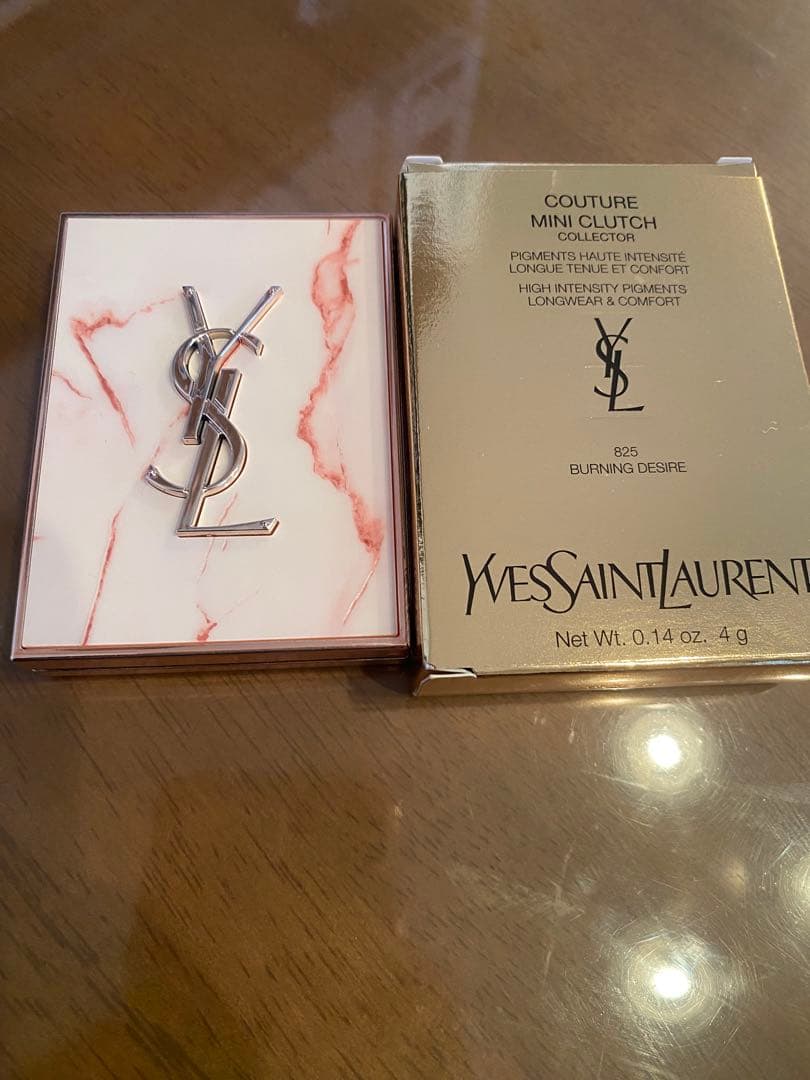 YSL
COUTURE
MINI CLUTCH
COLLECTOR
PIGMENTS HAUTE INTENSITÉ
LONGUE TENUE ET CONFORT
HIGH INTENSITY PIGMENTS
LONGWEAR & COMFORT
YSL
825
BURNING DESIRE
YVESSAINTLAURENT
Net Wt. 0.14 oz. 4 g